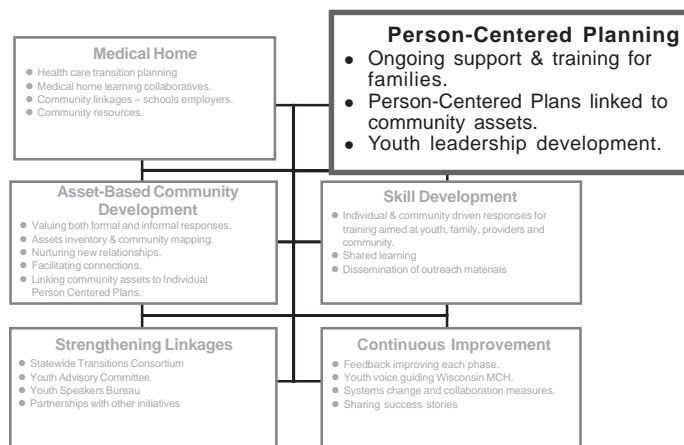 Medical Home
● Health care transition planning
● Medical home learning collaboratives.
● Community linkages – schools employers.
● Community resources.
Person-Centered Planning
● Ongoing support & training for
families.
● Person-Centered Plans linked to
community assets.
● Youth leadership development.
Asset-Based Community
Development
● Valuing both formal and informal responses.
● Assets inventory & community mapping.
● Nurturing new relationships.
● Facilitating connections.
● Linking community assets to Individual
Person Centered Plans.
Skill Development
● Individual & community driven responses for
training aimed at youth, family, providers and
community.
● Shared learning
● Dissemination of outreach materials
Strengthening Linkages
● Statewide Transitions Consortium
● Youth Advisory Committee
● Youth Speakers Bureau
● Partnerships with other initiatives
Continuous Improvement
● Feedback improving each phase.
● Youth voice guiding Wisconsin MCH.
● Systems change and collaboration measures.
● Sharing success stories